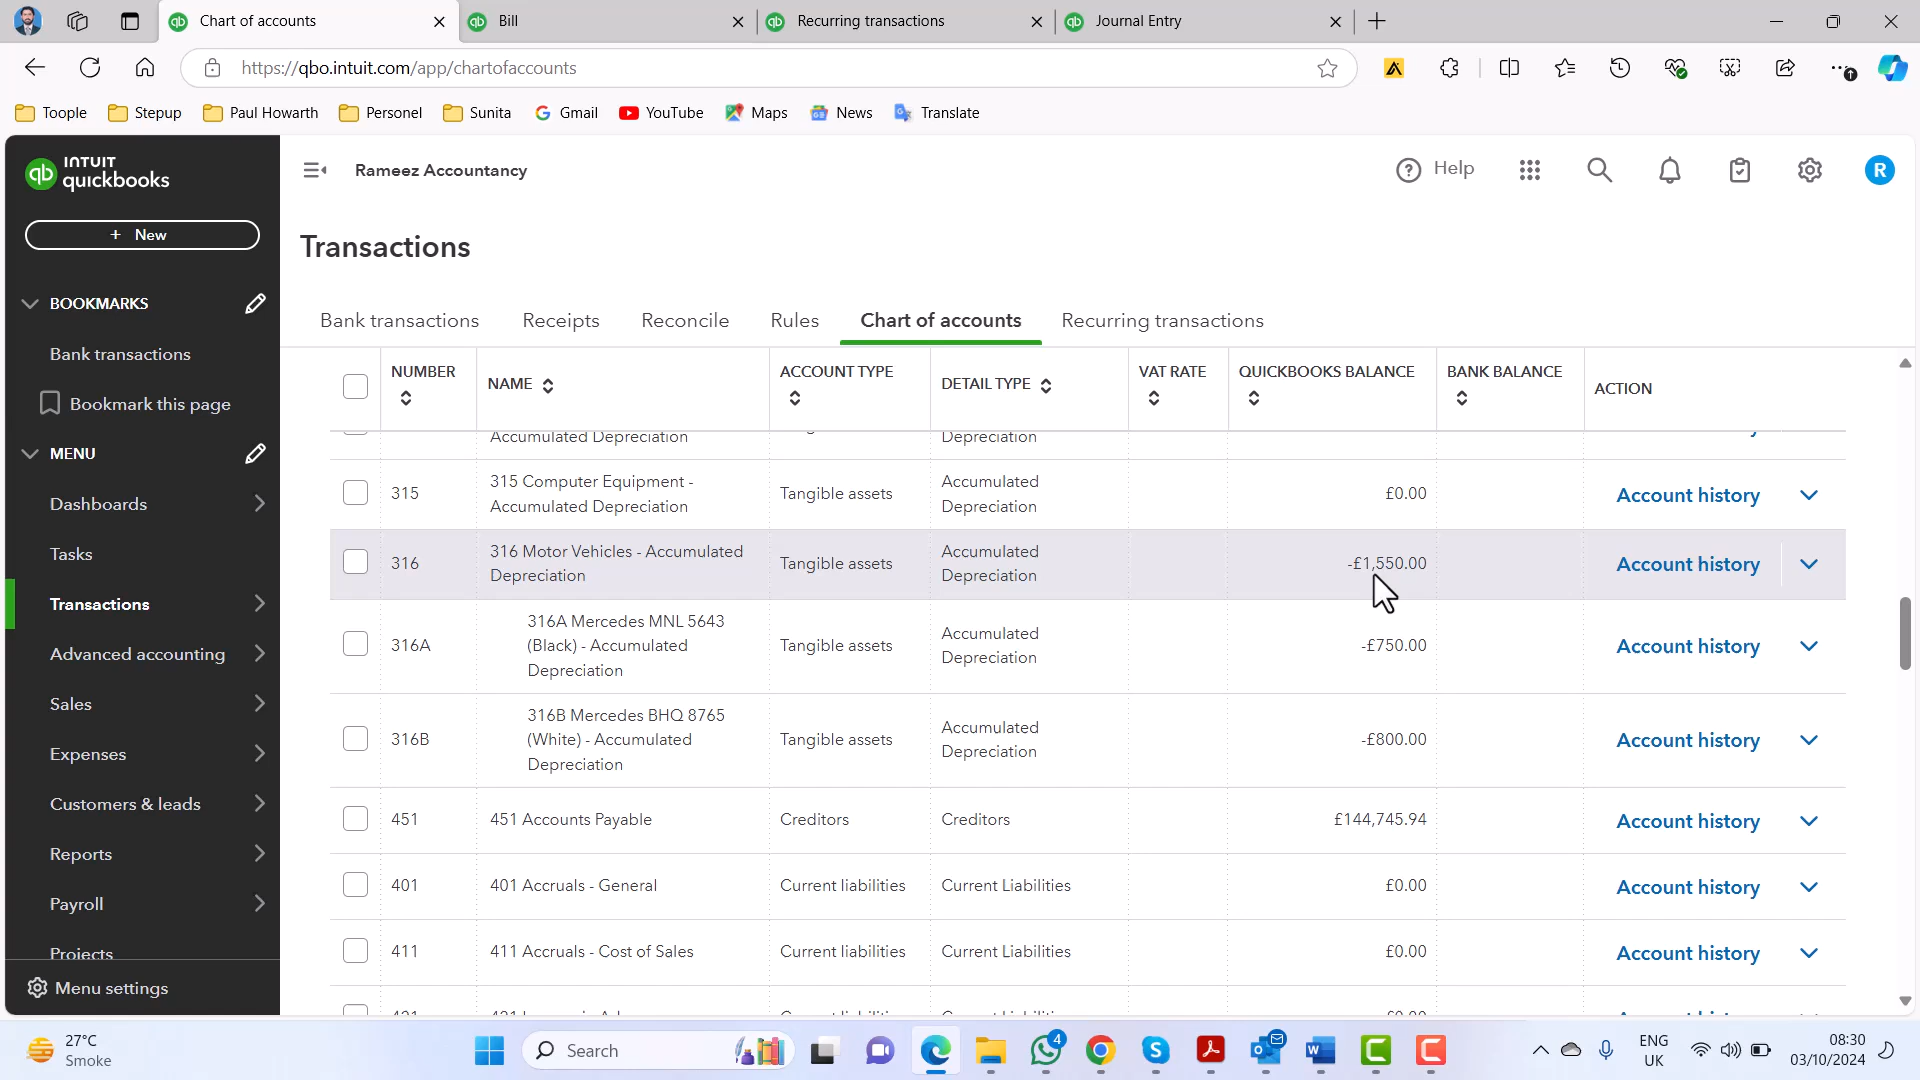 Chart of accounts
Bill
Recurring transactions
Journal Entry
https://qbo.intuit.com/app/chartofaccounts
Toople
Stepup
Paul Howarth
Personel
Sunita
Gmail
YouTube
Maps
News
Translate
qb
INTUIT
quickbooks
Rameez Accountancy
Help
R
+ New
Transactions
BOOKMARKS
Bank transactions
Bookmark this page
MENU
Dashboards
Tasks
Transactions
Advanced accounting
Sales
Expenses
Customers & leads
Reports
Payroll
Projects
Menu settings
Bank transactions
Receipts
Reconcile
Rules
Chart of accounts
Recurring transactions
NUMBER
NAME
ACCOUNT TYPE
DETAIL TYPE
VAT RATE
QUICKBOOKS BALANCE
BANK BALANCE
ACTION
Accumulated Depreciation
Depreciation
315
315 Computer Equipment -
Accumulated Depreciation
Tangible assets
Accumulated
Depreciation
£0.00
Account history
316
316 Motor Vehicles - Accumulated
Depreciation
Tangible assets
Accumulated
Depreciation
-£1,550.00
Account history
316A
316A Mercedes MNL 5643
(Black) - Accumulated
Depreciation
Tangible assets
Accumulated
Depreciation
-£750.00
Account history
316B
316B Mercedes BHQ 8765
(White) - Accumulated
Depreciation
Tangible assets
Accumulated
Depreciation
-£800.00
Account history
451
451 Accounts Payable
Creditors
Creditors
£144,745.94
Account history
401
401 Accruals - General
Current liabilities
Current Liabilities
£0.00
Account history
411
411 Accruals - Cost of Sales
Current liabilities
Current Liabilities
£0.00
Account history
27°C
Smoke
Search
4
ENG
UK
08:30
03/10/2024